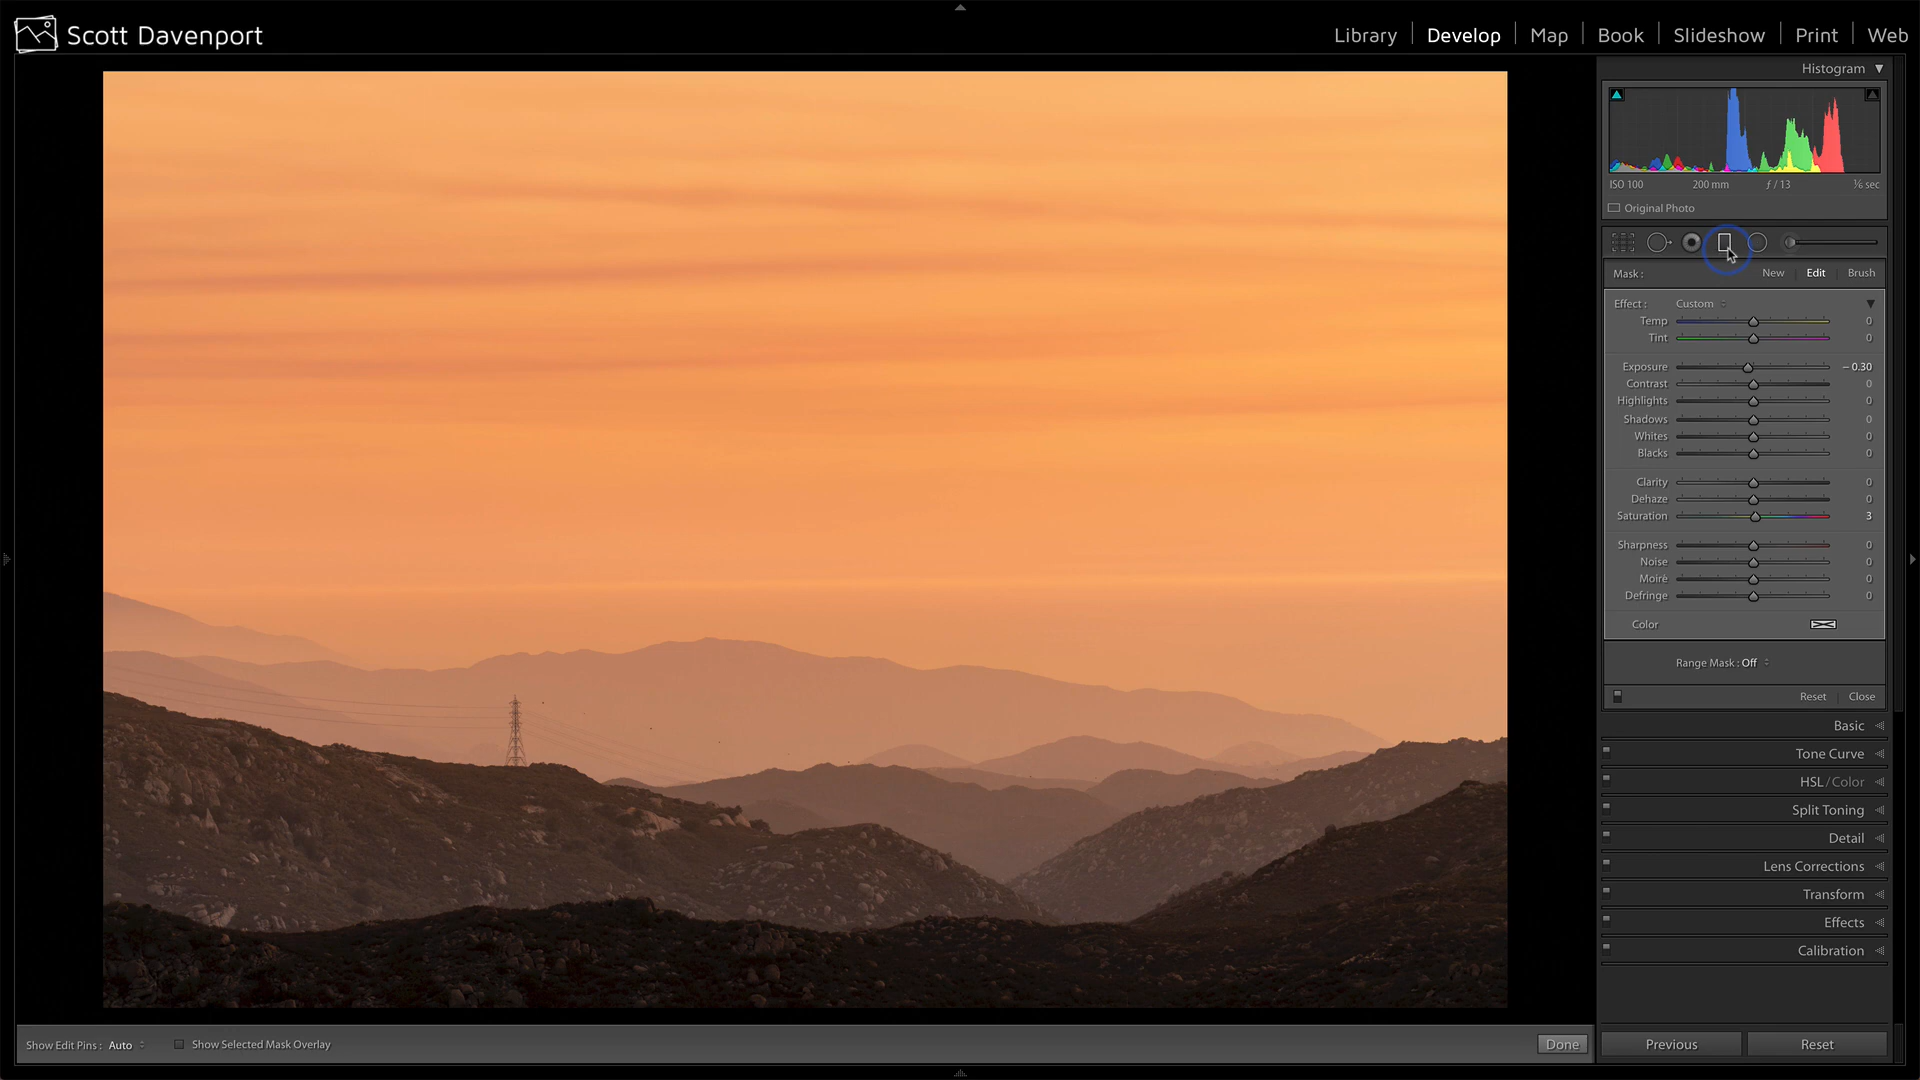 Scott Davenport
Library | Develop | Map | Book | Slideshow | Print | Web
Histogram
ISO 100 200 mm ƒ / 13 ⅙ sec
Original Photo
Mask : New Edit Brush
Effect : Custom
Temp 0
Tint 0
Exposure – 0.30
Contrast 0
Highlights 0
Shadows 0
Whites 0
Blacks 0
Clarity 0
Dehaze 0
Saturation 3
Sharpness 0
Noise 0
Moiré 0
Defringe 0
Color
Range Mask : Off
Reset Close
Basic
Tone Curve
HSL / Color
Split Toning
Detail
Lens Corrections
Transform
Effects
Calibration
Show Edit Pins : Auto Show Selected Mask Overlay Done
Previous Reset